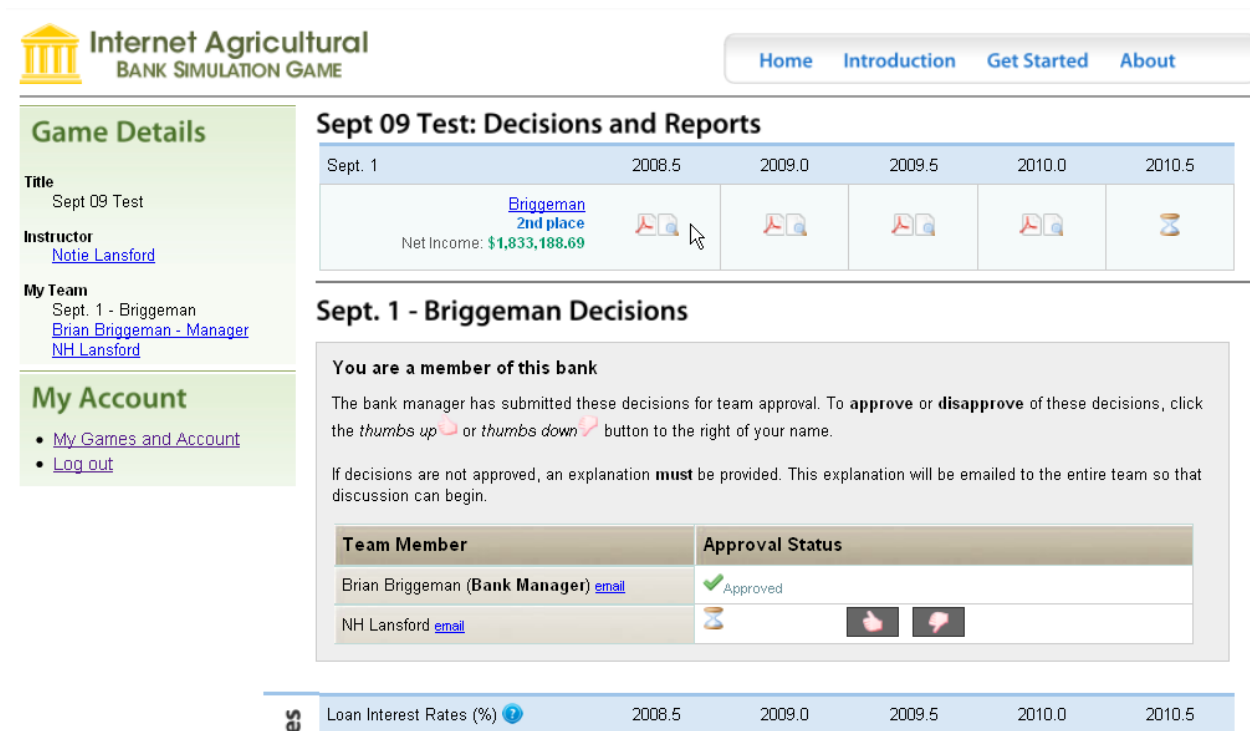 Internet Agricultural
BANK SIMULATION GAME
Home Introduction Get Started About
Game Details
Title
Sept 09 Test
Instructor
Notie Lansford
My Team
Sept. 1 - Briggeman
Brian Briggeman - Manager
NH Lansford
My Account
My Games and Account
Log out
Sept 09 Test: Decisions and Reports
Sept. 1 2008.5 2009.0 2009.5 2010.0 2010.5
Briggeman
2nd place
Net Income: $1,833,188.69
Sept. 1 - Briggeman Decisions
You are a member of this bank
The bank manager has submitted these decisions for team approval. To approve or disapprove of these decisions, click
the thumbs up or thumbs down button to the right of your name.
If decisions are not approved, an explanation must be provided. This explanation will be emailed to the entire team so that
discussion can begin.
Team Member Approval Status
Brian Briggeman (Bank Manager) email Approved
NH Lansford email
Loan Interest Rates (%) ? 2008.5 2009.0 2009.5 2010.0 2010.5